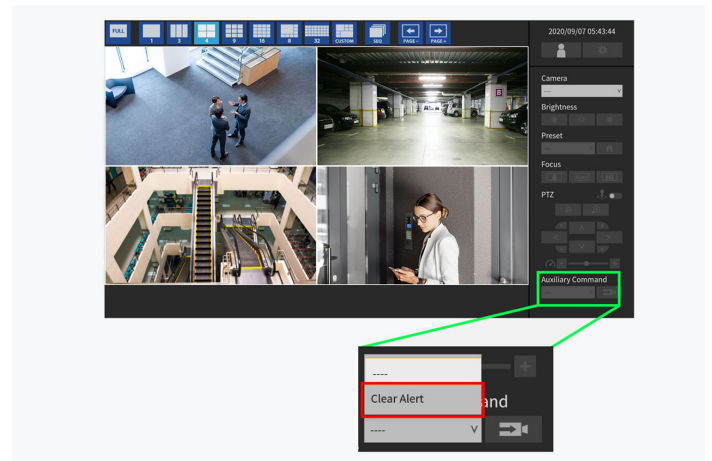 FULL
1
3
4
9
16
8
32
CUSTOM
SEQ
PAGE -
PAGE +
2020/09/07 05:43:44
B
Camera
---- v
Brightness
Preset
----
Focus
PTZ
Auxiliary Command
----
Clear Alert
and
---- v